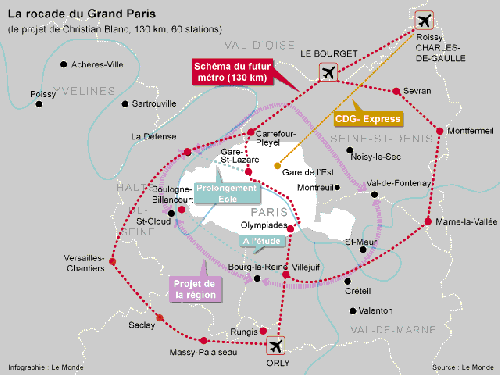 La rocade du Grand Paris
(le projet de Christian Blanc, 130 km, 60 stations)
Roissy
CHARLES-
DE-GAULLE
VAL D'OISE
LE BOURGET
Achères-Ville
Schéma du futur
métro (130 km)
YVELINES
Sevran
Poissy
Sartrouville
CDG- Express
La Défense
Carrefour-
Pleyel
Montfermeil
SEINE-ST-DENIS
Gare-
St-Lazare
Noisy-le-Sec
Gare de l'Est
HAUTS-
Boulogne-
Billancourt
Prolongement
Eole
Montreuil
Val-de-Fontenay
PARIS
St-Cloud
SEINE
Olympiades
Marne-la-Vallée
A l'étude
St-Maur
Versailles-
Chantiers
Bourg-la-Reine
Villejuif
Projet de
la région
Créteil
Valenton
Saclay
Rungis
VAL-DE-MARNE
Massy-Palaiseau
ORLY
Infographie : Le Monde
Source : Le Monde